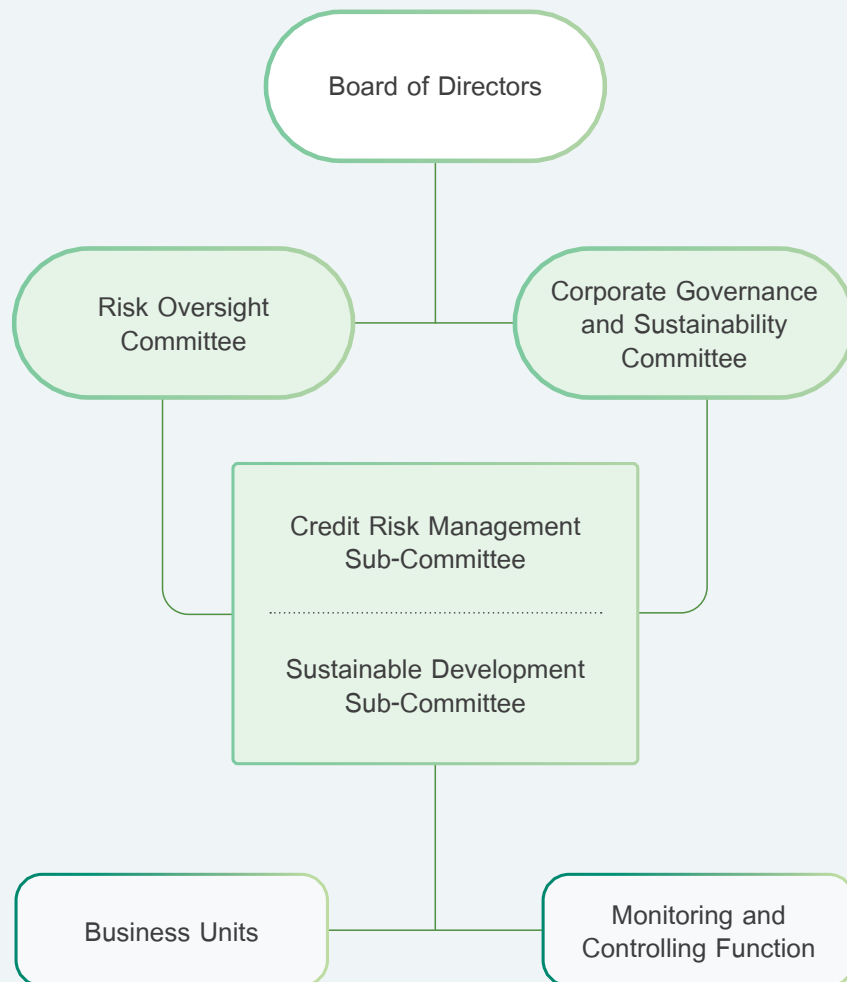 Board of Directors
Risk Oversight
Committee
Corporate Governance
and Sustainability
Committee
Credit Risk Management
Sub-Committee
Sustainable Development
Sub-Committee
Business Units
Monitoring and
Controlling Function